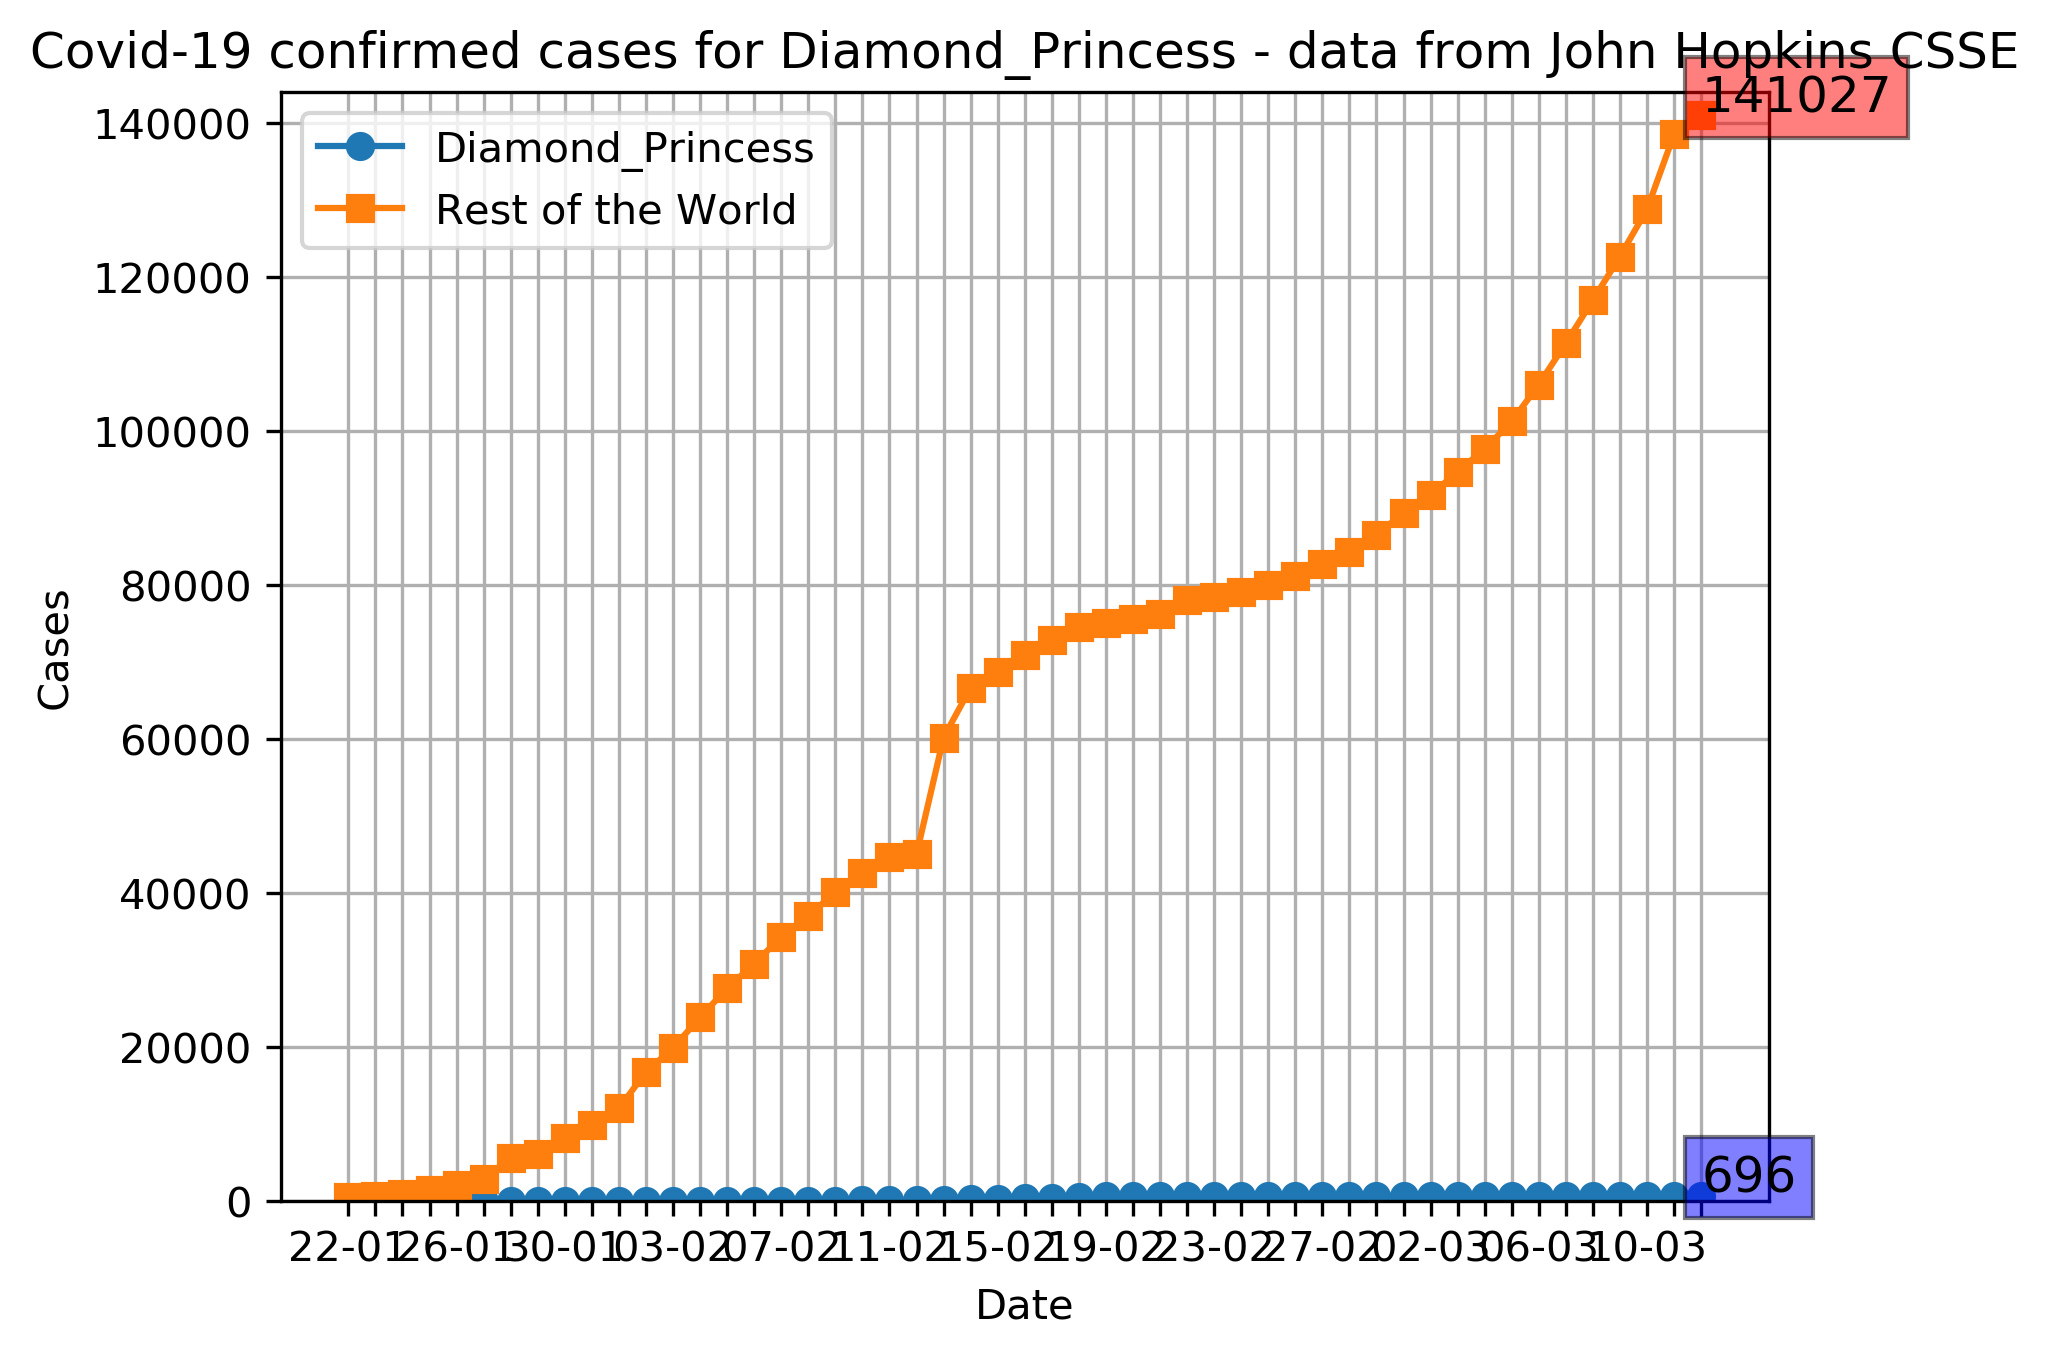 Covid-19 confirmed cases for Diamond_Princess - data from John Hopkins CSSE
141027
Diamond_Princess
Rest of the World
140000
120000
100000
80000
60000
40000
20000
0
Cases
696
22-01 26-01 30-01 03-02 07-02 11-02 15-02 19-02 23-02 27-02 02-03 06-03 10-03
Date